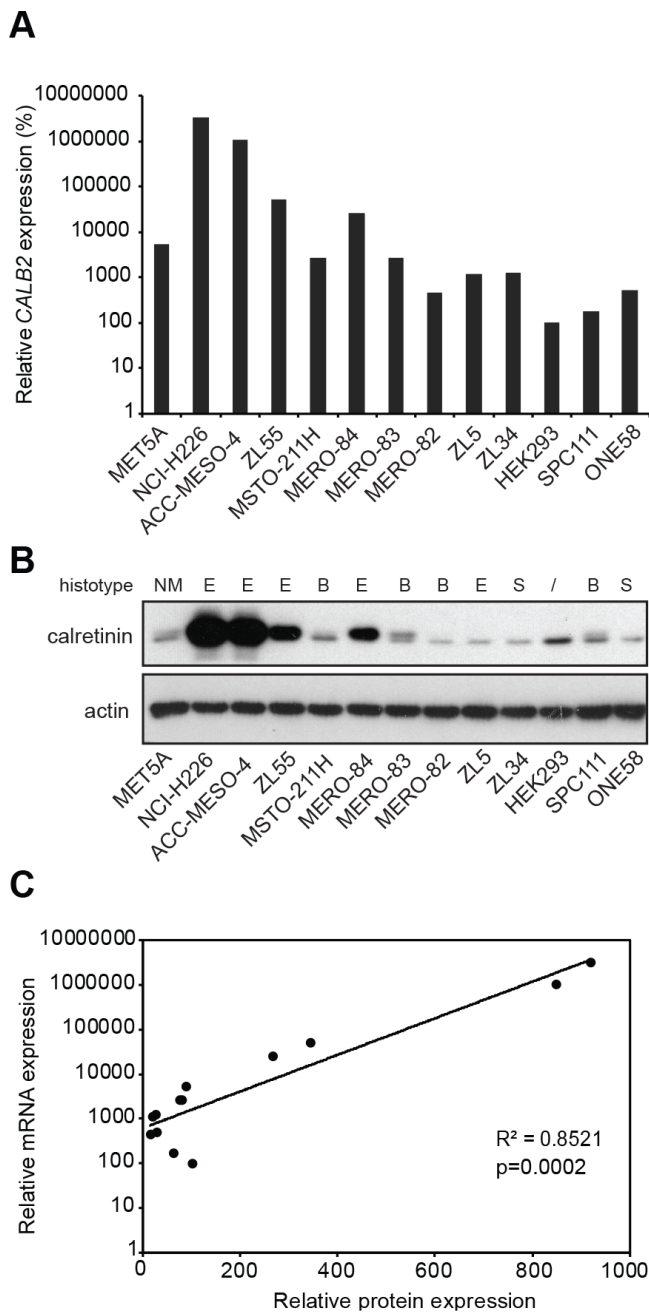 A
Relative CALB2 expression (%)
10000000
1000000
100000
10000
1000
100
10
1
MET5A
NCI-H226
ACC-MESO-4
ZL55
MSTO-211H
MERO-84
MERO-83
MERO-82
ZL5
ZL34
HEK293
SPC111
ONE58
B
histotype NM E E E B E B B E S / B S
calretinin
actin
MET5A
NCI-H226
ACC-MESO-4
ZL55
MSTO-211H
MERO-84
MERO-83
MERO-82
ZL5
ZL34
HEK293
SPC111
ONE58
C
Relative mRNA expression
10000000
1000000
100000
10000
1000
100
10
1
R² = 0.8521
p=0.0002
0 200 400 600 800 1000
Relative protein expression